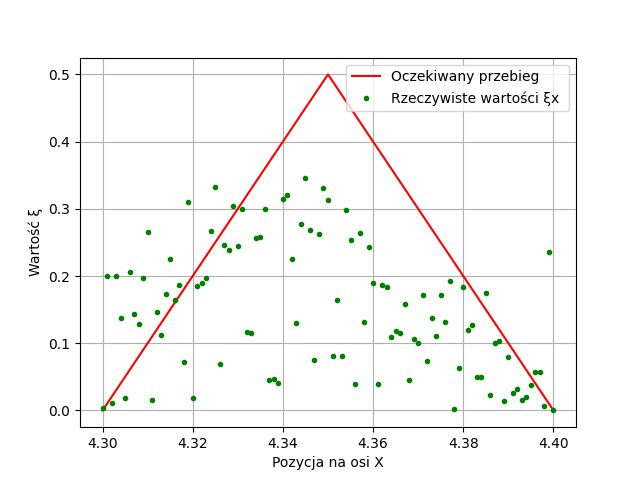 Oczekiwany przebieg
Rzeczywiste wartości ξx
0.5
0.4
0.3
0.2
0.1
0.0
Wartość ξ
4.30 4.32 4.34 4.36 4.38 4.40
Pozycja na osi X